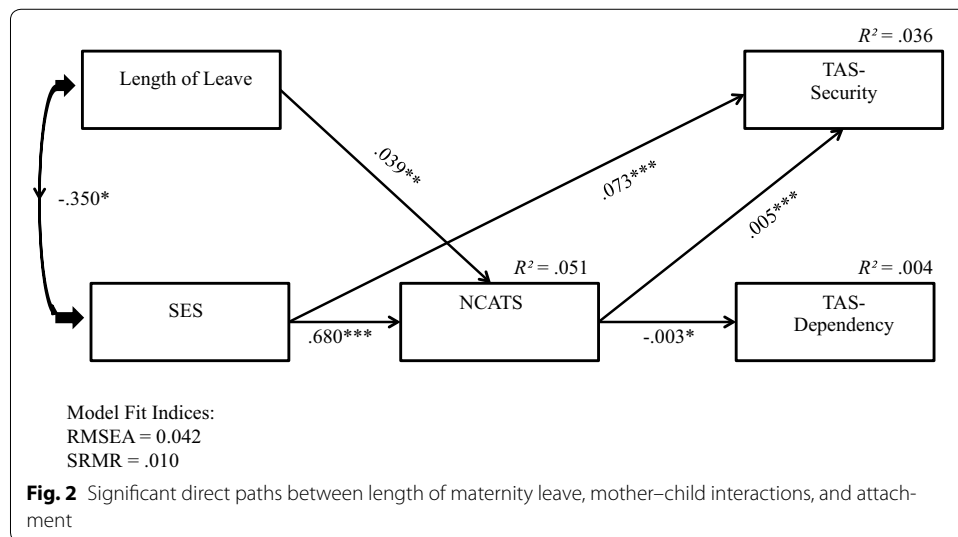 R² = .036
Length of Leave
TAS-
Security
.039**
.073***
-.350*
.005***
R² = .051
R² = .004
SES
NCATS
TAS-
Dependency
.680***
-.003*
Model Fit Indices:
RMSEA = 0.042
SRMR = .010
Fig. 2 Significant direct paths between length of maternity leave, mother–child interactions, and attach-
ment